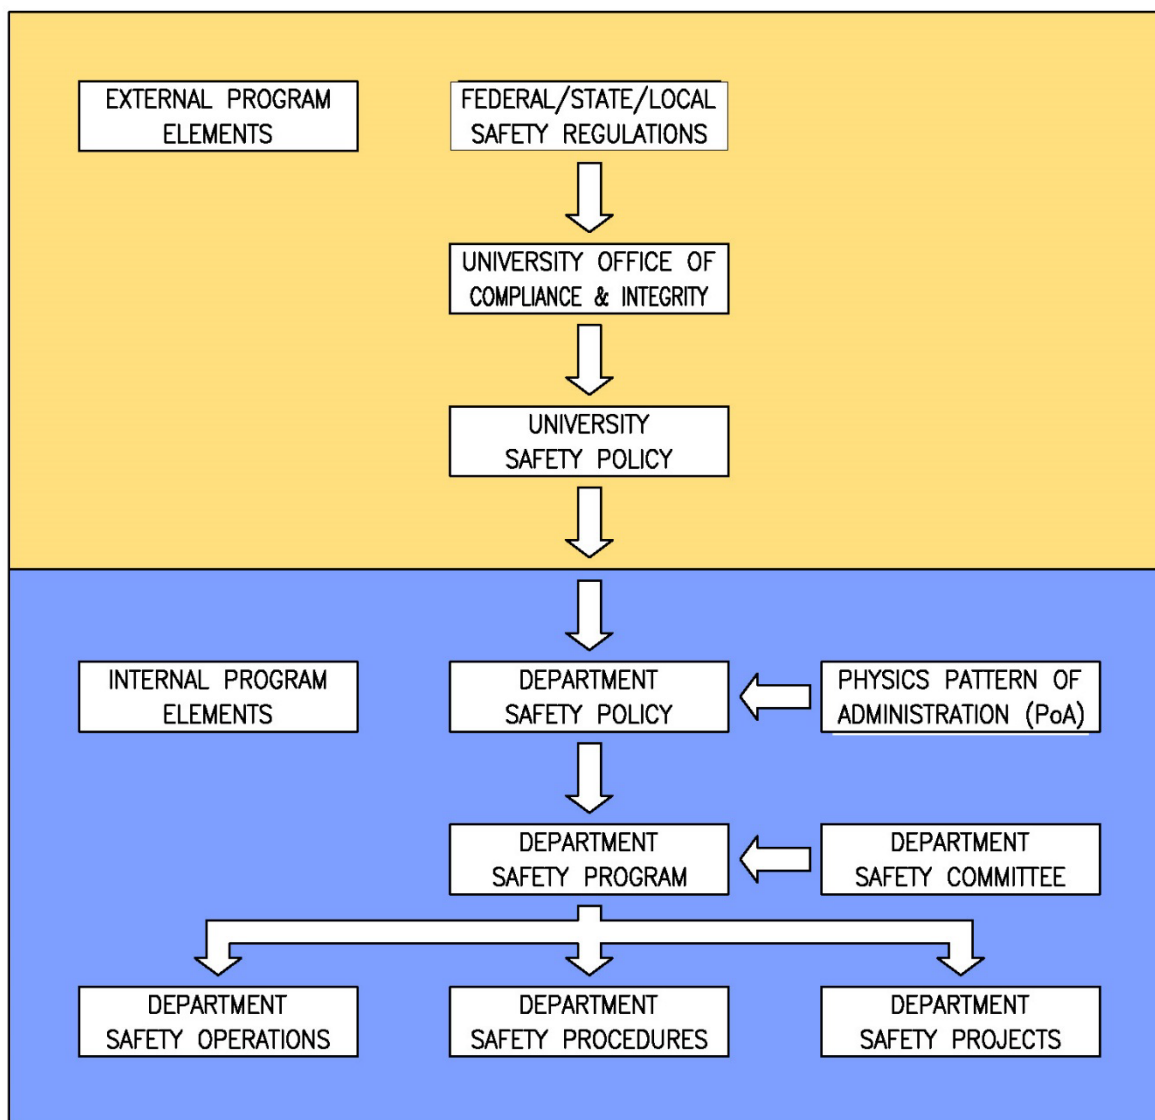 EXTERNAL PROGRAM
ELEMENTS
FEDERAL/STATE/LOCAL
SAFETY REGULATIONS
UNIVERSITY OFFICE OF
COMPLIANCE & INTEGRITY
UNIVERSITY
SAFETY POLICY
INTERNAL PROGRAM
ELEMENTS
DEPARTMENT
SAFETY POLICY
PHYSICS PATTERN OF
ADMINISTRATION (PoA)
DEPARTMENT
SAFETY PROGRAM
DEPARTMENT
SAFETY COMMITTEE
DEPARTMENT
SAFETY OPERATIONS
DEPARTMENT
SAFETY PROCEDURES
DEPARTMENT
SAFETY PROJECTS